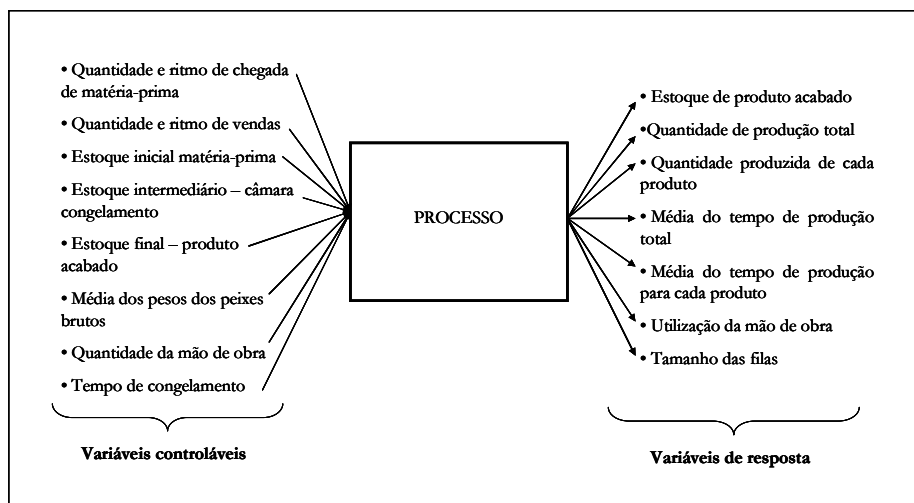 • Quantidade e ritmo de chegada
de matéria-prima
• Quantidade e ritmo de vendas
• Estoque inicial matéria-prima
• Estoque intermediário – câmara
congelamento
• Estoque final – produto
acabado
• Média dos pesos dos peixes
brutos
• Quantidade da mão de obra
• Tempo de congelamento
Variáveis controláveis
PROCESSO
• Estoque de produto acabado
•Quantidade de produção total
• Quantidade produzida de cada
produto
• Média do tempo de produção
total
• Média do tempo de produção
para cada produto
• Utilização da mão de obra
• Tamanho das filas
Variáveis de resposta